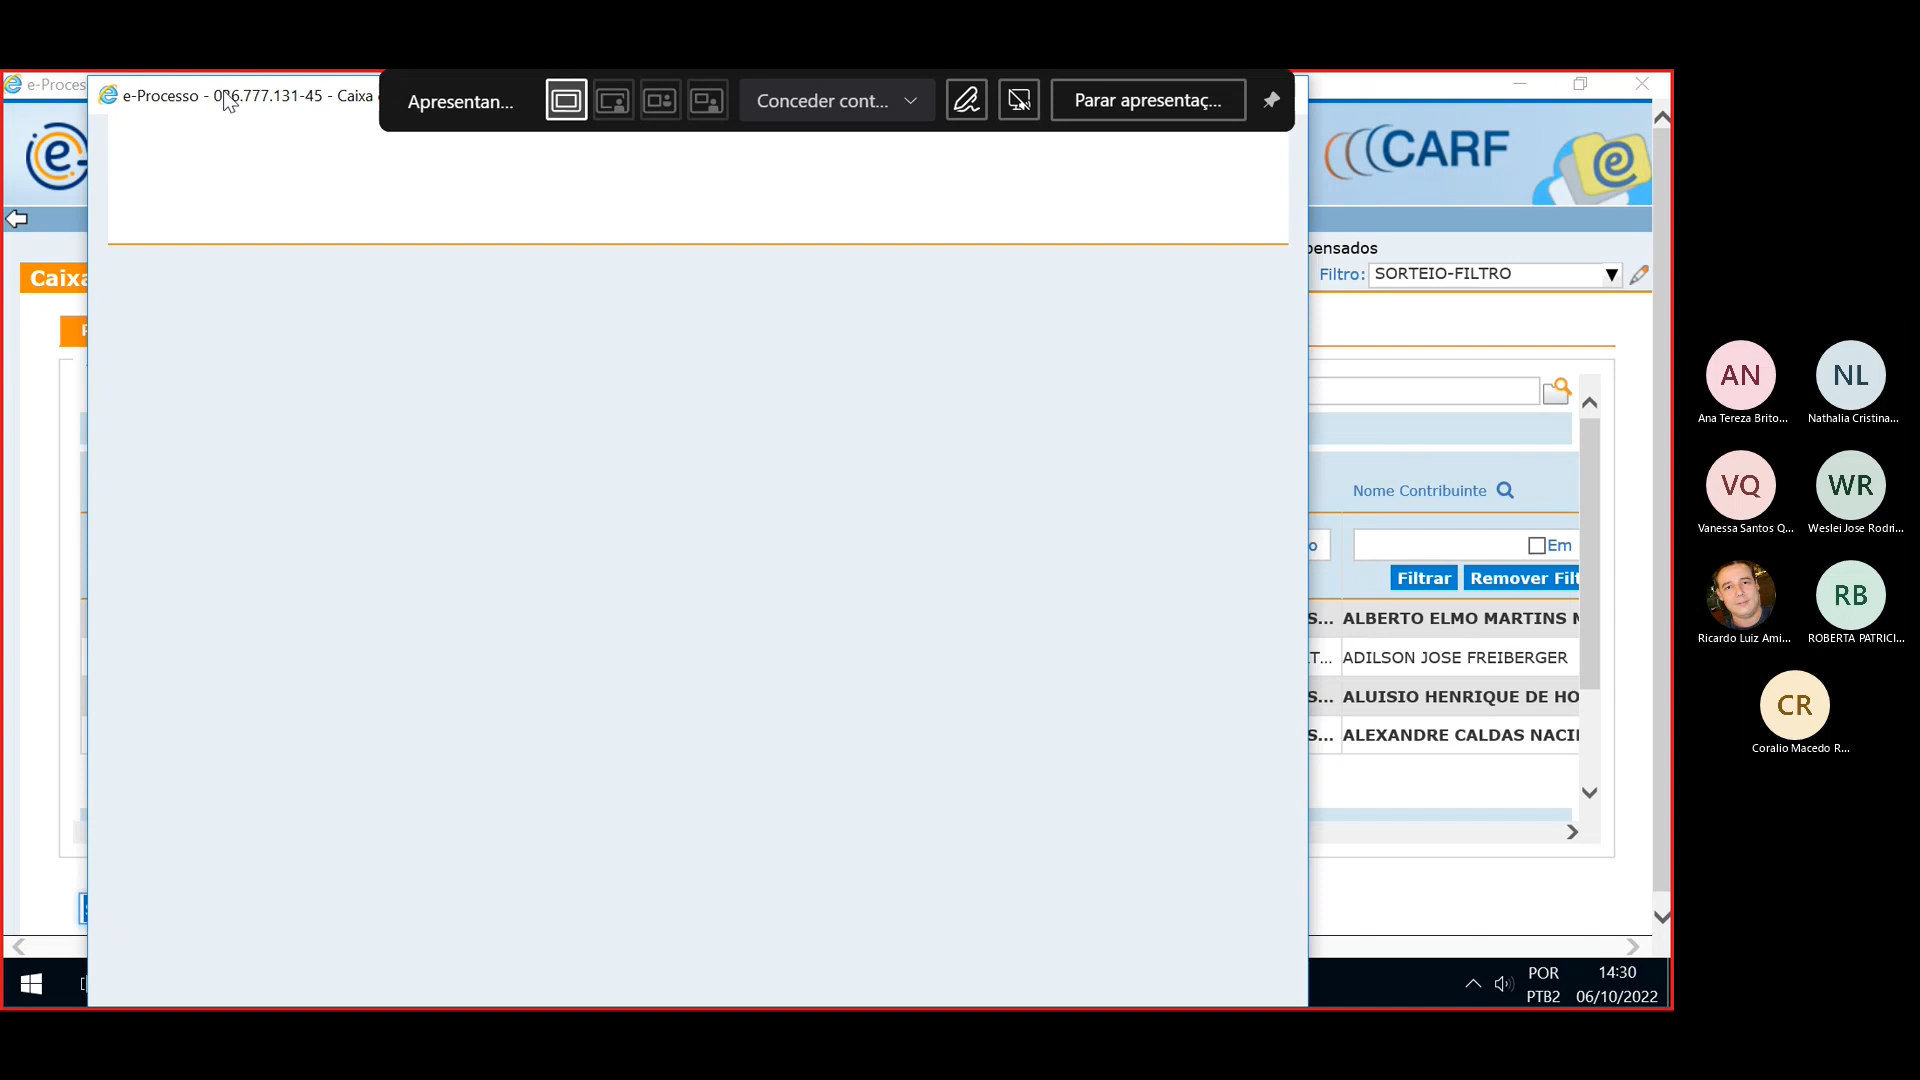 e-Proces
e-Processo - 0 6.777.131-45 - Caixa
Apresentan...
Conceder cont...
Parar apresentaç...
e
CARF
e
pensados
Caixa
Filtro:
SORTEIO-FILTRO
Nome Contribuinte
o
Em
Filtrar
Remover Filt
S...
ALBERTO ELMO MARTINS
T...
ADILSON JOSE FREIBERGER
S...
ALUISIO HENRIQUE DE HO
S...
ALEXANDRE CALDAS NACI
POR
PTB2
14:30
06/10/2022
AN
NL
Ana Tereza Brito...
Nathalia Cristina...
VQ
WR
Vanessa Santos Q...
Weslei Jose Rodri...
RB
Ricardo Luiz Ami...
ROBERTA PATRICI...
CR
Coralio Macedo R...